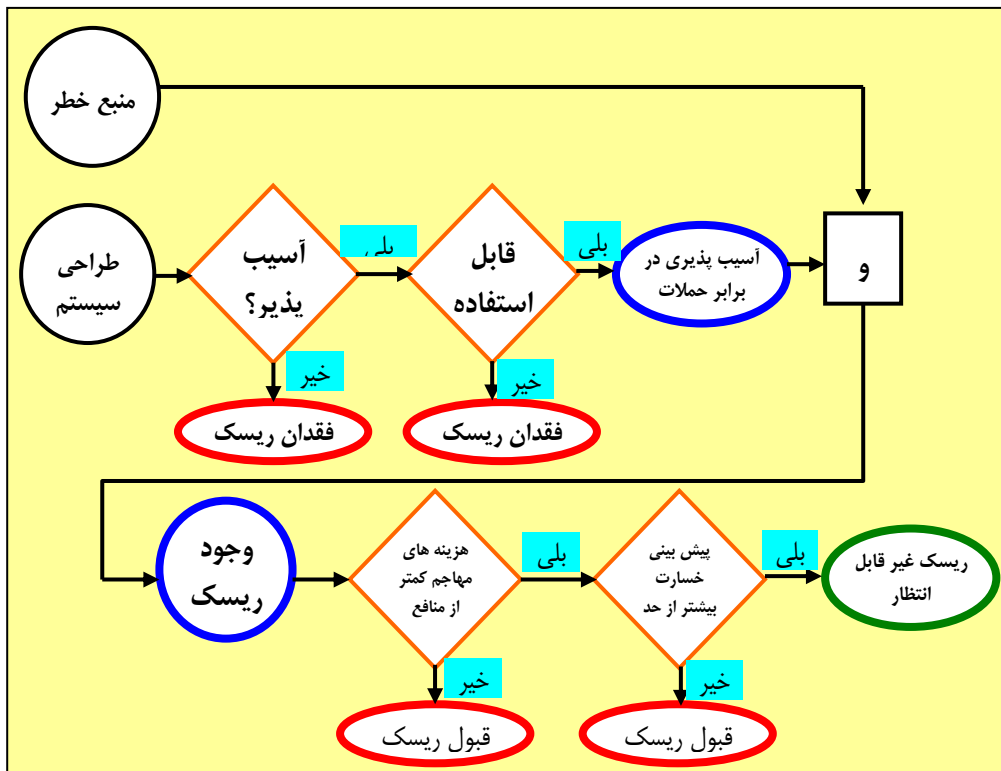 منبع خطر
طراحی
سیستم
آسیب
پذیر؟
بلی
قابل
استفاده
بلی
آسیب پذیری در
برابر حملات
و
خیر
خیر
فقدان ریسک
فقدان ریسک
وجود
ریسک
هزینه های
مهاجم کمتر
از منافع
بلی
پیش بینی
خسارت
بیشتر از حد
بلی
ریسک غیر قابل
انتظار
خیر
خیر
قبول ریسک
قبول ریسک